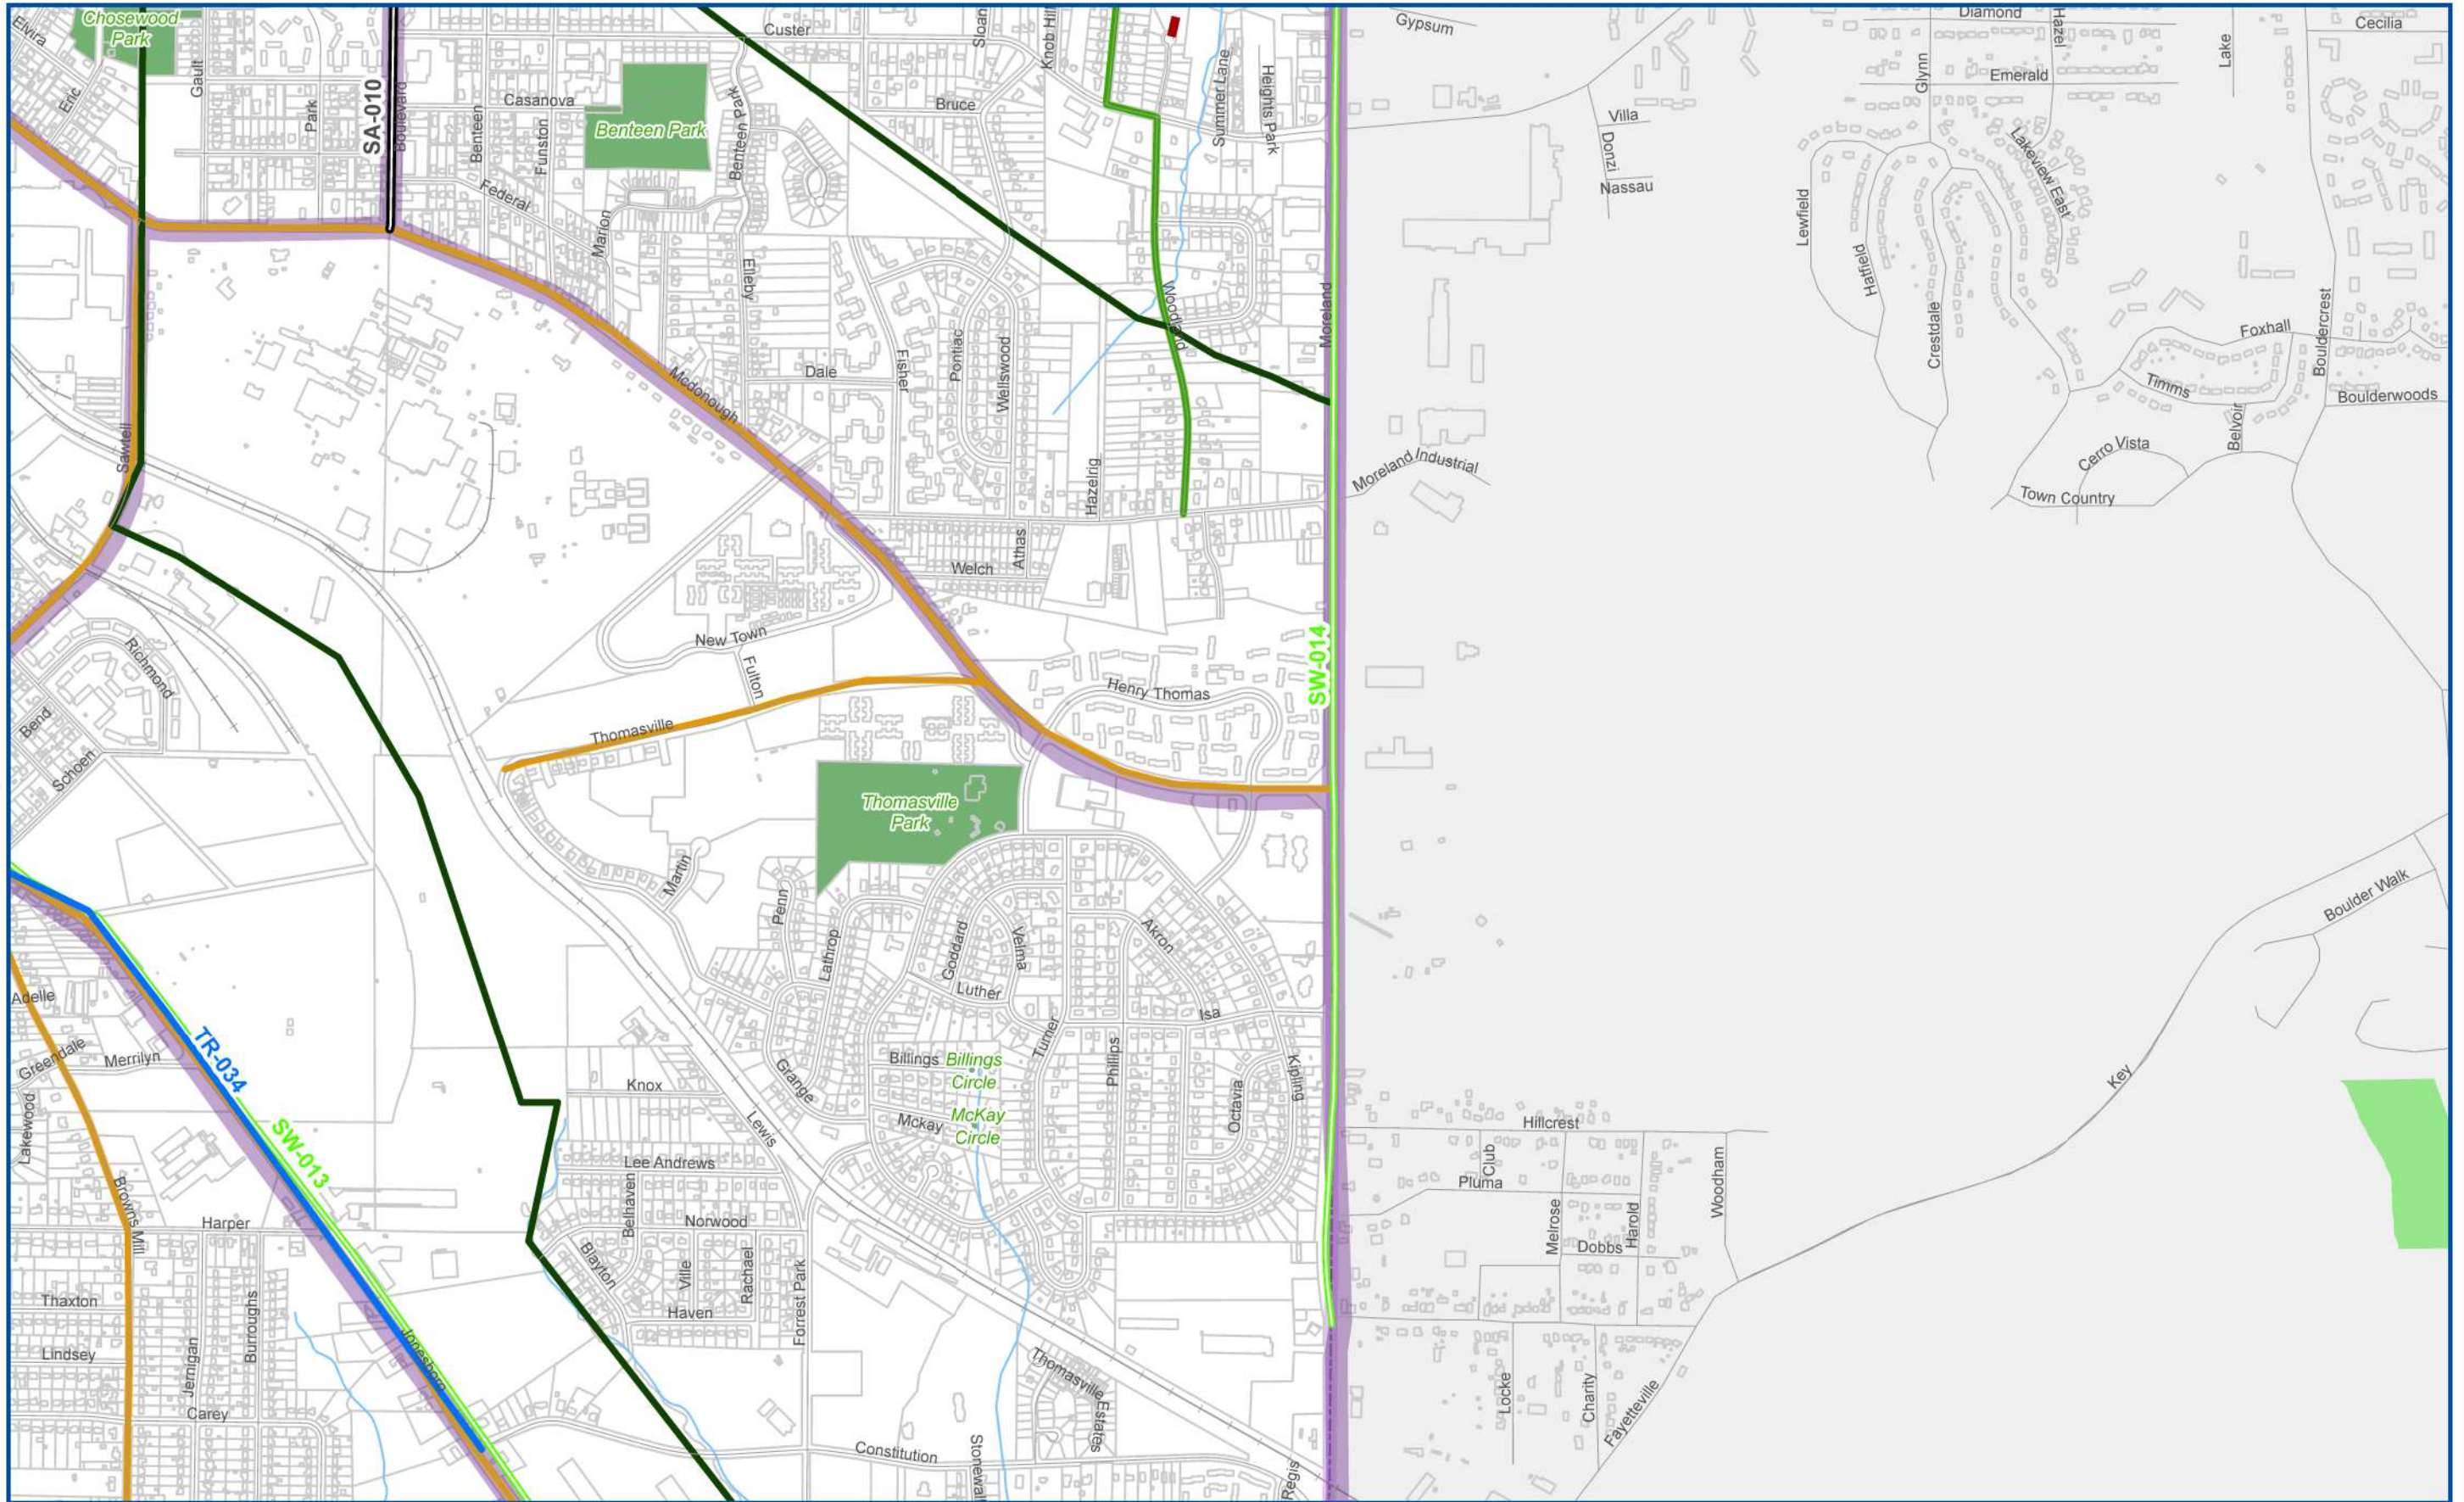 Chosewood
Park
Elvira
Eric
Gault
Park
SA-010
Boulevard
Benteen
Casanova
Funston
Federal
Marion
Benteen Park
Benteen Park
Custer
Sloan
Knob Hill
Bruce
Summer Lane
Heights Park
Gypsum
Villa
Donzi
Nassau
Diamond
Hazel
Emerald
Glynn
Lake
Cecilia
Lakeview East
Lewfield
Hatfield
Crestdale
Foxhall
Bouldercrest
Timms
Belvoir
Boulderwoods
Cerro Vista
Town Country
Elleby
Dale
Fisher
Pontiac
Wellswood
Woodland
Moreland
Mcdonough
Sawtell
Hazelrig
Moreland Industrial
Athas
Welch
New Town
Fulton
Richmond
Bend
Schoen
Thomasville
Henry Thomas
SW-014
Thomasville
Park
Martin
Penn
Lathrop
Goddard
Velma
Akron
Luther
Isa
Turner
Phillips
Kipling
Octavia
Billings
Billings
Circle
McKay
Circle
Mckay
Grange
Lewis
Knox
Lee Andrews
Belhaven
Norwood
Blayton
Ville
Rachael
Haven
Forrest Park
Adelle
Greendale
Merrilyn
Lakewood
TR-034
SW-013
Browns Mill
Harper
Thaxton
Lindsey
Jernigan
Burroughs
Carey
Jonesboro
Constitution
Stonewall
Thomasville Estates
Regis
Hillcrest
Club
Pluma
Woodham
Melrose
Harold
Dobbs
Locke
Charity
Fayetteville
Key
Boulder Walk